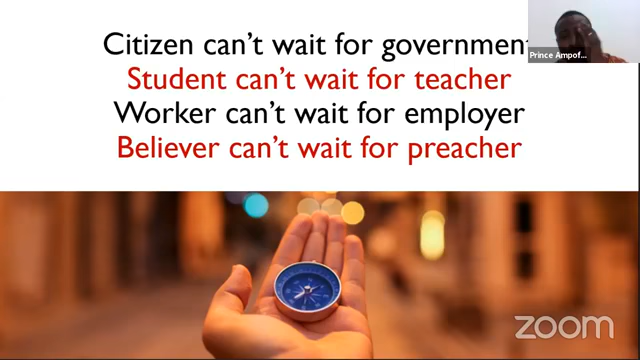 Citizen can't wait for government
Student can't wait for teacher
Worker can't wait for employer
Believer can't wait for preacher
Prince Ampof...
zoom